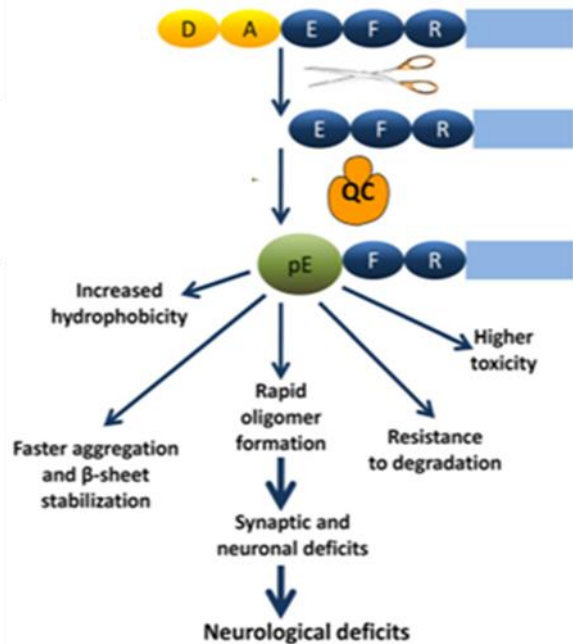 D A E F R
E F R
QC
pE F R
Increased
hydrophobicity
Higher
toxicity
Rapid
oligomer
formation
Faster aggregation
and β-sheet
stabilization
Resistance
to degradation
Synaptic and
neuronal deficits
Neurological deficits